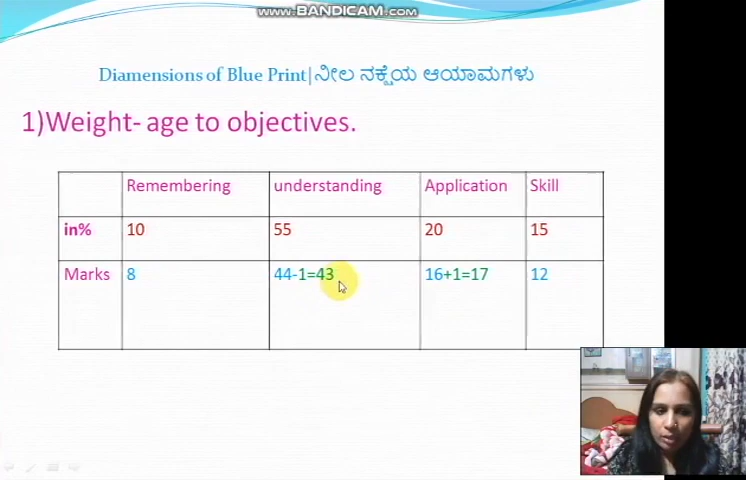 www.BANDICAM.com
Diamensions of Blue Print|ನೀಲ ನಕ್ಷೆಯ ಆಯಾಮಗಳು
1)Weight- age to objectives.
Remembering understanding Application Skill
in% 10 55 20 15
Marks 8 44-1=43 16+1=17 12